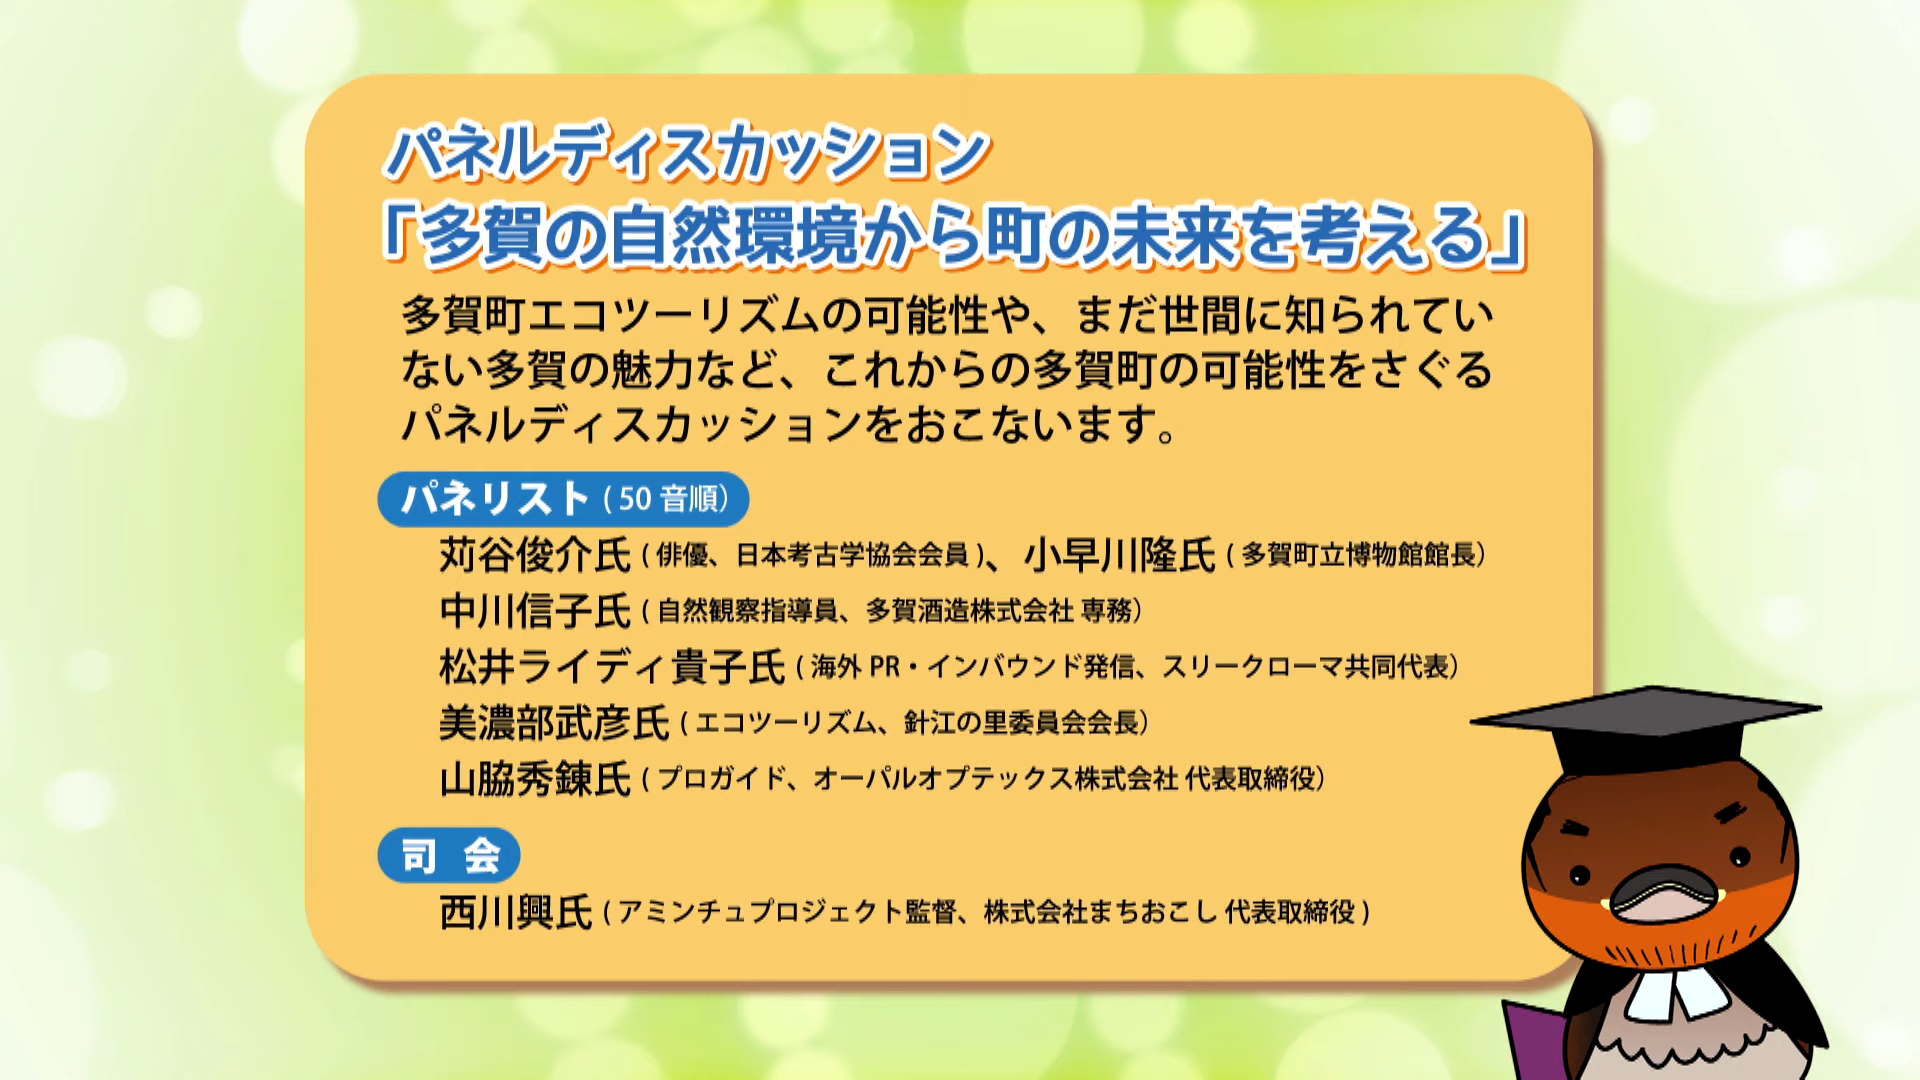 パネルディスカッション
「多賀の自然環境から町の未来を考える」
多賀町エコツーリズムの可能性や、まだ世間に知られてい
ない多賀の魅力など、これからの多賀町の可能性をさぐる
パネルディスカッションをおこないます。
パネリスト(50音順)
苅谷俊介氏(俳優、日本考古学協会会員)、小早川隆氏(多賀町立博物館館長)
中川信子氏(自然観察指導員、多賀酒造株式会社 専務)
松井ライディ貴子氏(海外PR・インバウンド発信、スリークローマ共同代表)
美濃部武彦氏(エコツーリズム、針江の里委員会会長)
山脇秀錬氏(プロガイド、オーパルオプテックス株式会社 代表取締役)
司 会
西川興氏(アミンチュプロジェクト監督、株式会社まちおこし 代表取締役)